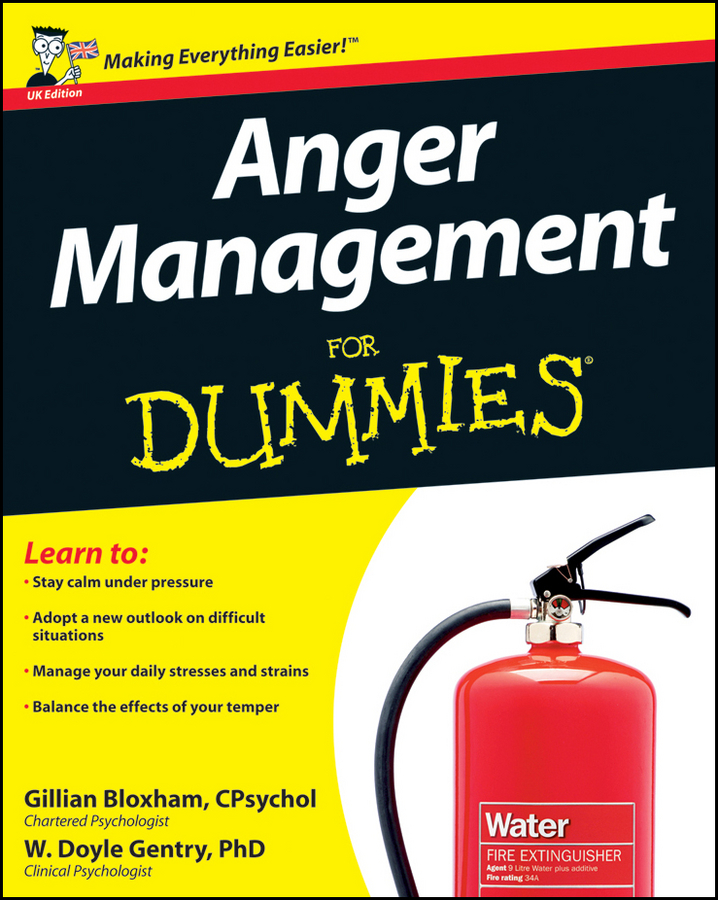 Making Everything Easier!™
UK Edition
Anger
Management
FOR
DUMMIES®
Learn to:
• Stay calm under pressure
• Adopt a new outlook on difficult
situations
• Manage your daily stresses and strains
• Balance the effects of your temper
Gillian Bloxham, CPsychol
Chartered Psychologist
W. Doyle Gentry, PhD
Clinical Psychologist
Water
FIRE EXTINGUISHER
Agent 9 Litre Water plus additive
Fire rating 34A